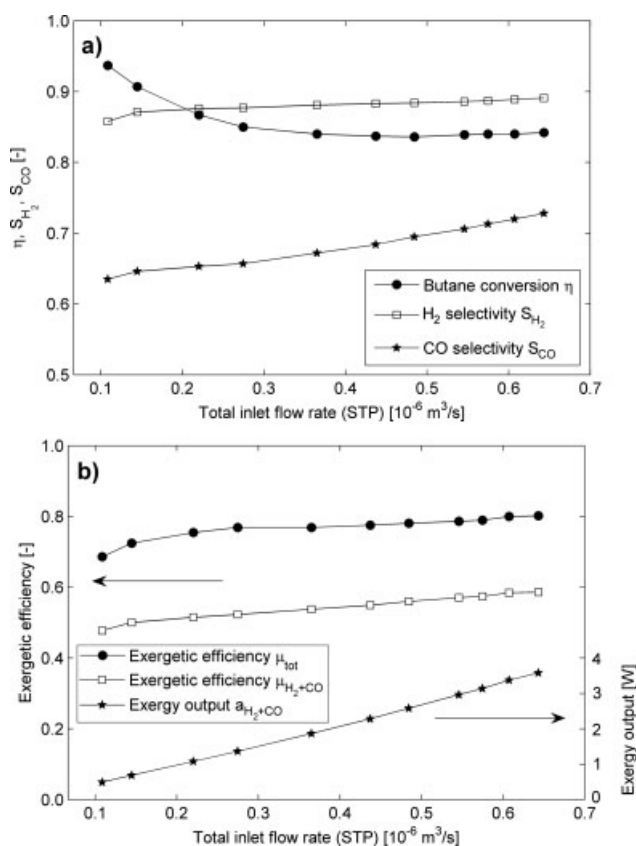 a)
1.0
0.9
0.8
0.7
0.6
0.5
η, S_H2, S_CO [-]
Butane conversion η
H2 selectivity S_H2
CO selectivity S_CO
0.1 0.2 0.3 0.4 0.5 0.6 0.7
Total inlet flow rate (STP) [10^-6 m^3/s]
b)
1.0
0.8
0.6
0.4
0.2
0.0
Exergetic efficiency [-]
Exergetic efficiency μ_tot
Exergetic efficiency μ_H2+CO
Exergy output a_H2+CO
4
3
2
1
0
Exergy output [W]
0.1 0.2 0.3 0.4 0.5 0.6 0.7
Total inlet flow rate (STP) [10^-6 m^3/s]